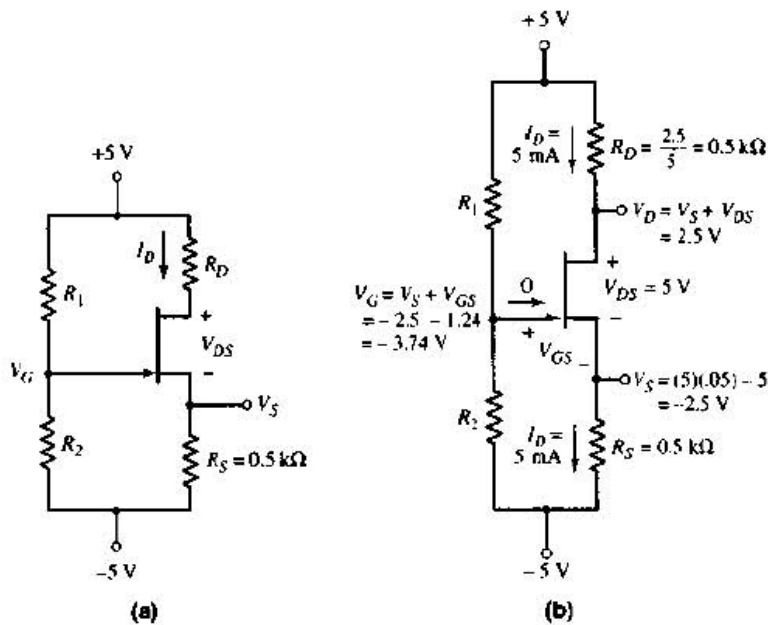 +5 V
I_D
R_D
R_1
+
V_DS
−
V_G
V_S
R_2
R_S = 0.5 kΩ
−5 V
(a)
+5 V
I_D =
5 mA
R_D = 2.5/5 = 0.5 kΩ
R_1
V_D = V_S + V_DS
= 2.5 V
+
V_DS = 5 V
−
V_G = V_S + V_GS
= −2.5 −1.24
= −3.74 V
0
+
V_GS
−
V_S = (5)(.05) − 5
= −2.5 V
R_2
I_D =
5 mA
R_S = 0.5 kΩ
−5 V
(b)